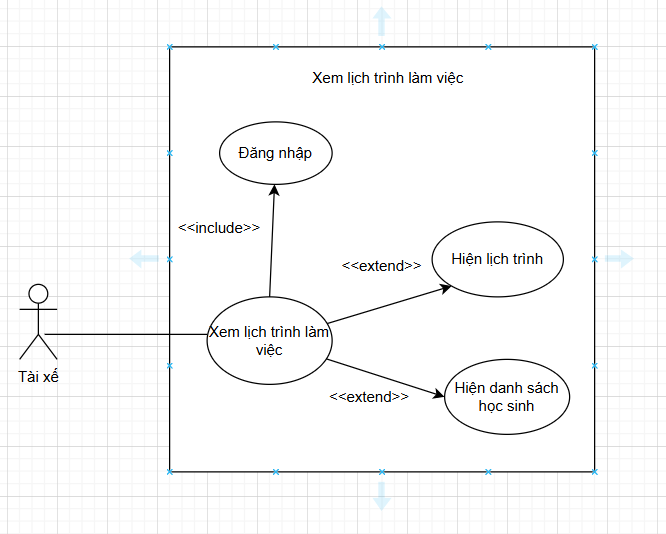 Xem lịch trình làm việc
Đăng nhập
<<include>>
Hiện lịch trình
<<extend>>
Xem lịch trình làm
việc
Tài xế
Hiện danh sách
học sinh
<<extend>>